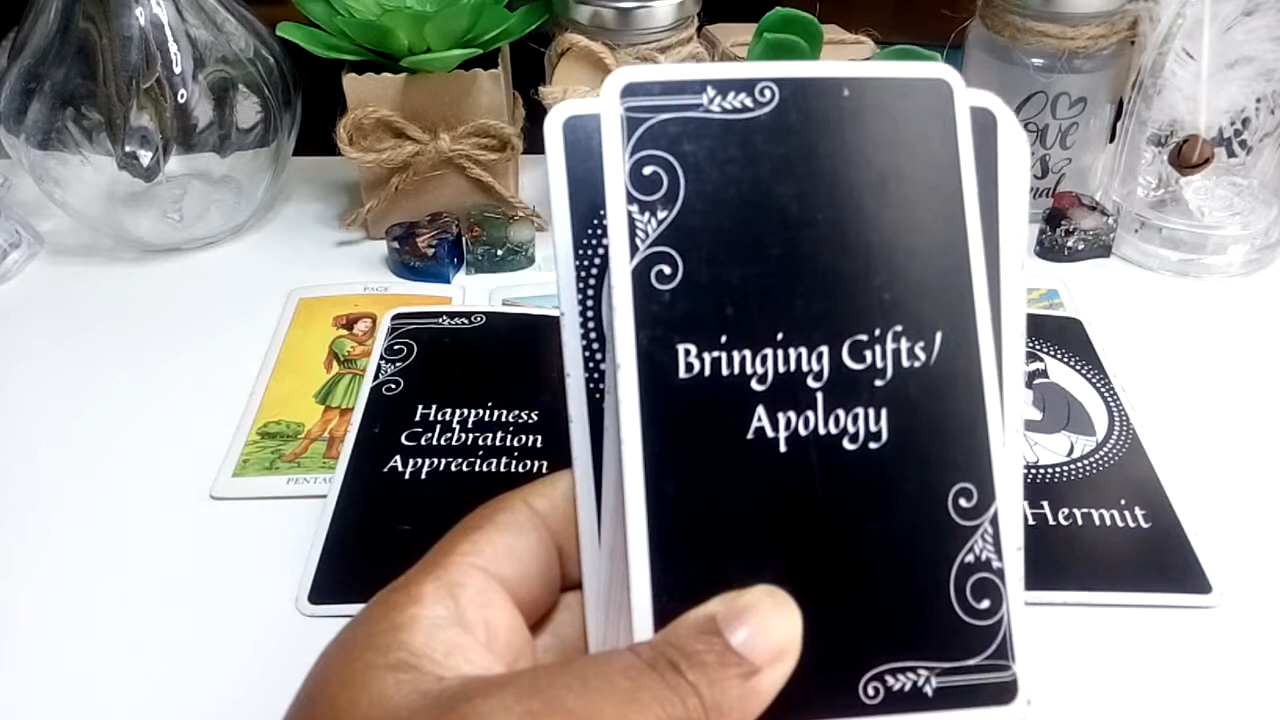 Bringing Gifts/
Apology
Happiness
Celebration
Appreciation
PAGE
Hermit